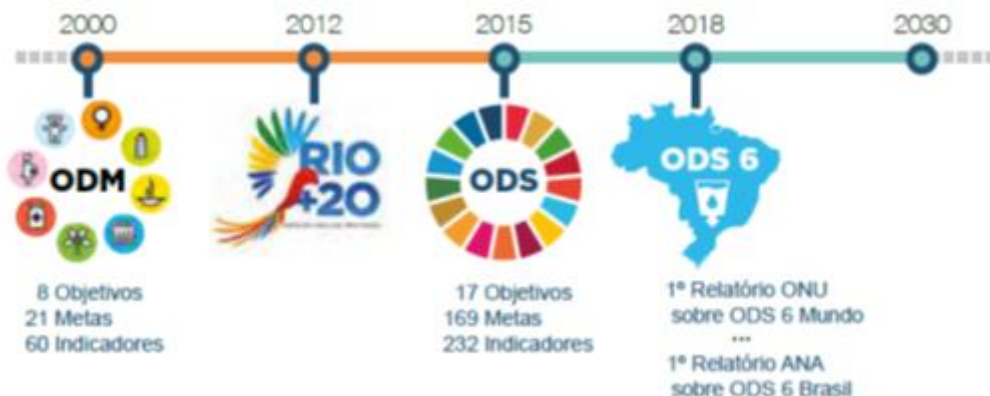 2000
2012
2015
2018
2030
ODM
RIO
+20
ODS
ODS 6
8 Objetivos
21 Metas
60 Indicadores
17 Objetivos
169 Metas
232 Indicadores
1º Relatório ONU
sobre ODS 6 Mundo
...
1º Relatório ANA
sobre ODS 6 Brasil